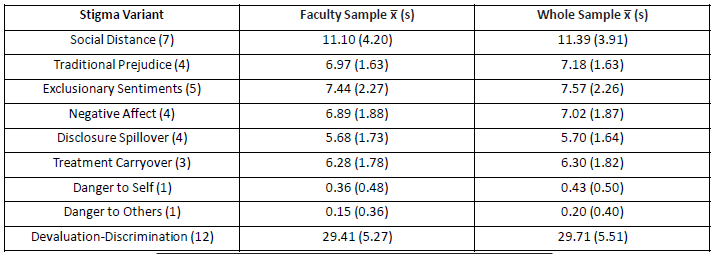 Stigma Variant Faculty Sample x̅ (s) Whole Sample x̅ (s)
Social Distance (7) 11.10 (4.20) 11.39 (3.91)
Traditional Prejudice (4) 6.97 (1.63) 7.18 (1.63)
Exclusionary Sentiments (5) 7.44 (2.27) 7.57 (2.26)
Negative Affect (4) 6.89 (1.88) 7.02 (1.87)
Disclosure Spillover (4) 5.68 (1.73) 5.70 (1.64)
Treatment Carryover (3) 6.28 (1.78) 6.30 (1.82)
Danger to Self (1) 0.36 (0.48) 0.43 (0.50)
Danger to Others (1) 0.15 (0.36) 0.20 (0.40)
Devaluation-Discrimination (12) 29.41 (5.27) 29.71 (5.51)